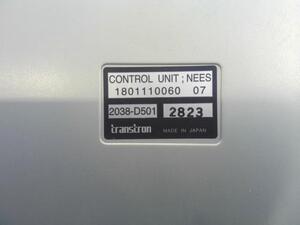 CONTROL UNIT ; NEES
1801110060 07
2038-D501 2823
transtron MADE IN JAPAN